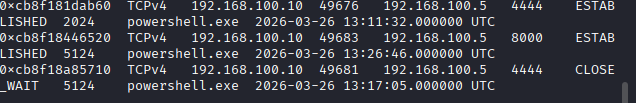 0×cb8f181dab60  TCPv4   192.168.100.10  49676   192.168.100.5   4444    ESTAB
LISHED  2024    powershell.exe  2026-03-26 13:11:32.000000 UTC
0×cb8f18446520  TCPv4   192.168.100.10  49683   192.168.100.5   8000    ESTAB
LISHED  5124    powershell.exe  2026-03-26 13:26:46.000000 UTC
0×cb8f18a85710  TCPv4   192.168.100.10  49681   192.168.100.5   4444    CLOSE
_WAIT   5124    powershell.exe  2026-03-26 13:17:05.000000 UTC